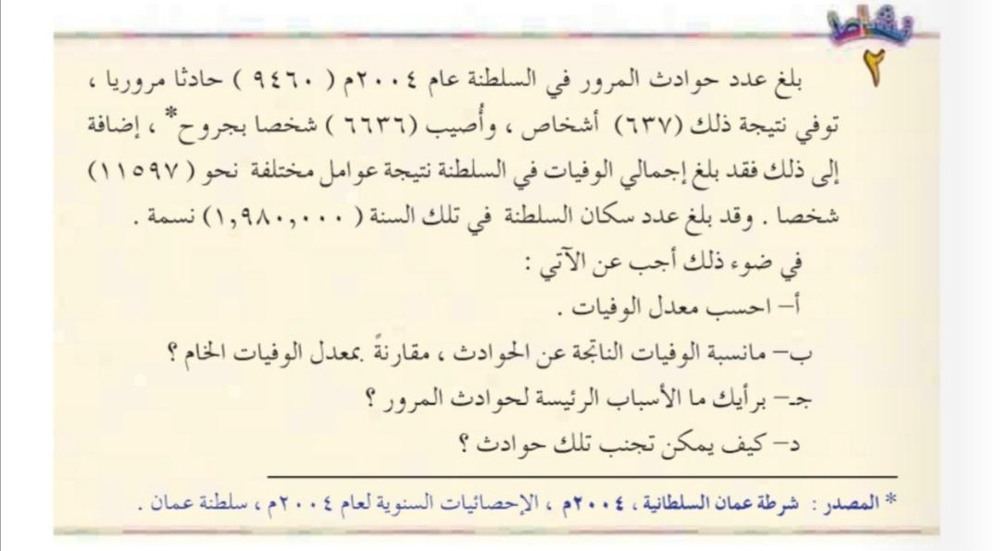 نشاط
٢
بلغ عدد حوادث المرور في السلطنة عام ٢٠٠٤م ( ٩٤٦٠ ) حادثا مروريا ،
توفي نتيجة ذلك (٦٣٧) أشخاص ، وأُصيب (٦٦٣٦ ) شخصا بجروح* ، إضافة
إلى ذلك فقد بلغ إجمالي الوفيات في السلطنة نتيجة عوامل مختلفة نحو (١١٥٩٧)
شخصا . وقد بلغ عدد سكان السلطنة في تلك السنة (١,٩٨٠,٠٠٠ ) نسمة .
في ضوء ذلك أجب عن الآتي :
أ– احسب معدل الوفيات .
ب– مانسبة الوفيات الناتجة عن الحوادث ، مقارنةً بمعدل الوفيات الخام ؟
جـ– برأيك ما الأسباب الرئيسة لحوادث المرور ؟
د– كيف يمكن تجنب تلك حوادث ؟
* المصدر : شرطة عمان السلطانية ، ٢٠٠٤م ، الإحصائيات السنوية لعام ٢٠٠٤م ، سلطنة عمان .